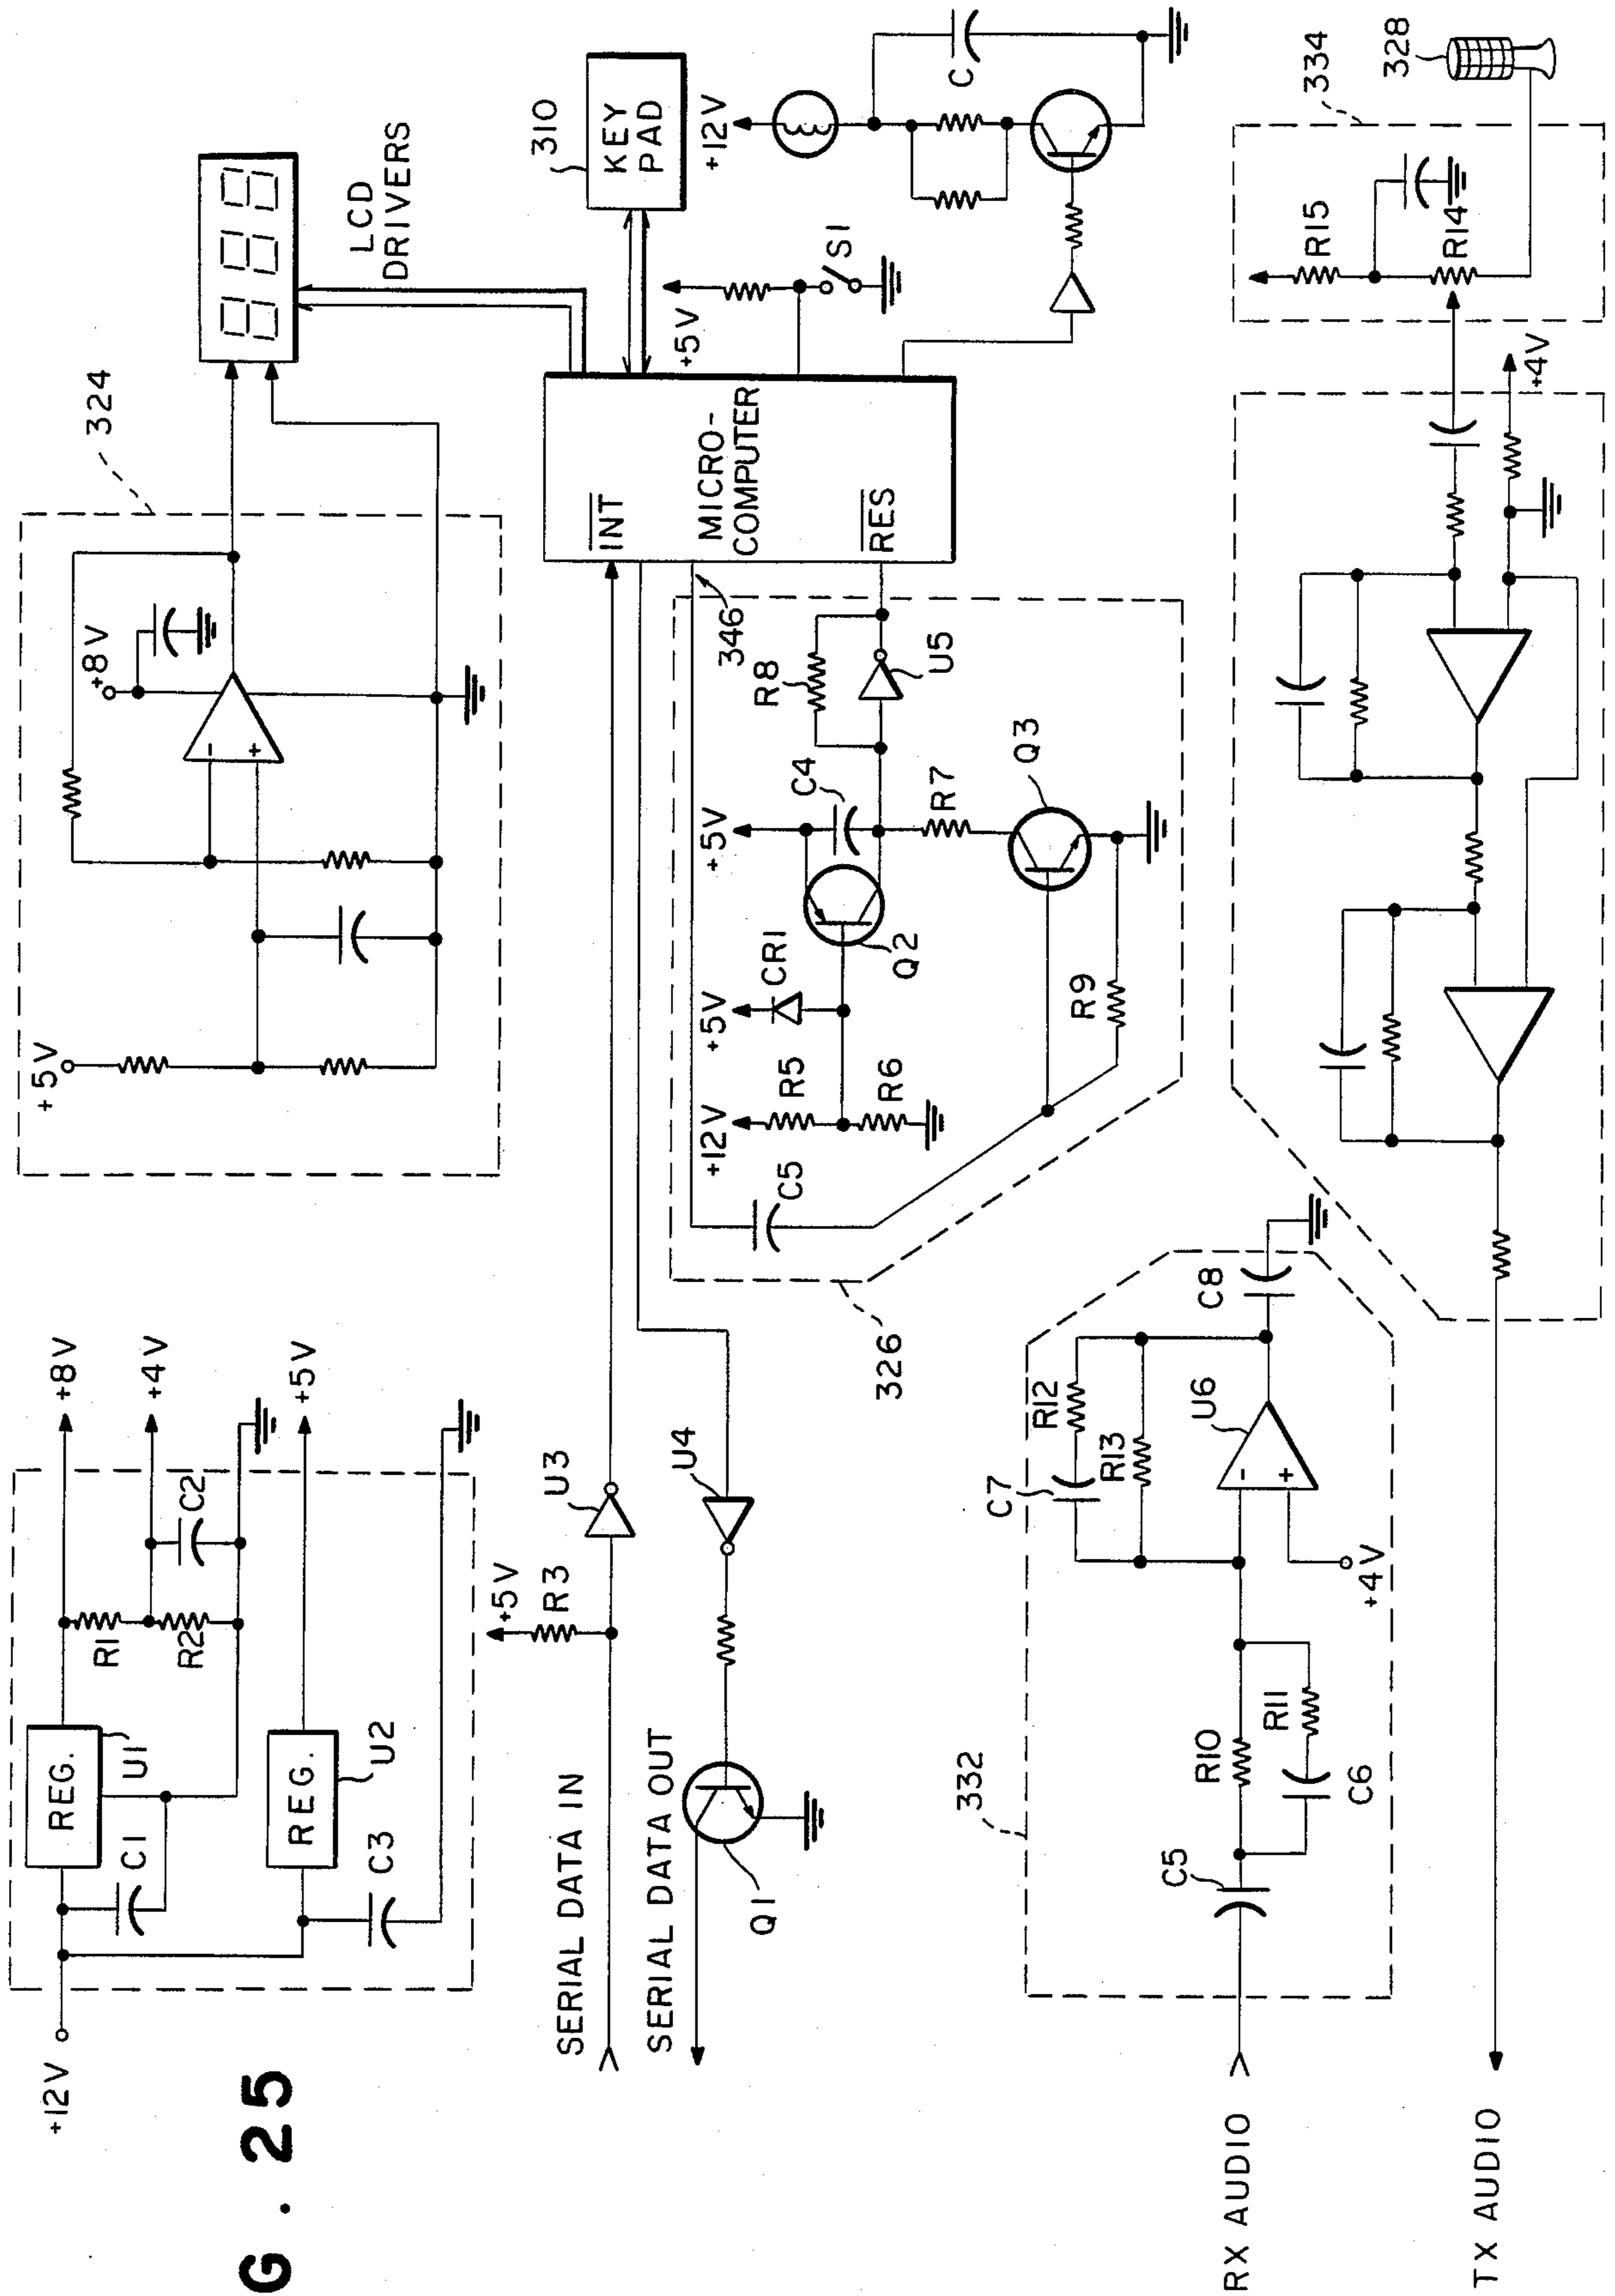 G. 25
+12V
REG.
U1
C1
R1
R2
C2
+8V
+4V
+5V
REG.
U2
C3
324
+5V
+8V
-
+
LCD
DRIVERS
SERIAL DATA IN
+5V
R3
U3
SERIAL DATA OUT
Q1
U4
326
C5
+12V
R5
R6
+5V
CR1
Q2
+5V
C4
R7
Q3
R9
R8
U5
346
INT
MICRO-
COMPUTER
RES
310
KEY
PAD
+5V
S1
+12V
C
RX AUDIO
332
C5
R10
C6
R11
C7
R12
R13
U6
-
+
+4V
C8
TX AUDIO
+4V
334
R15
R14
328